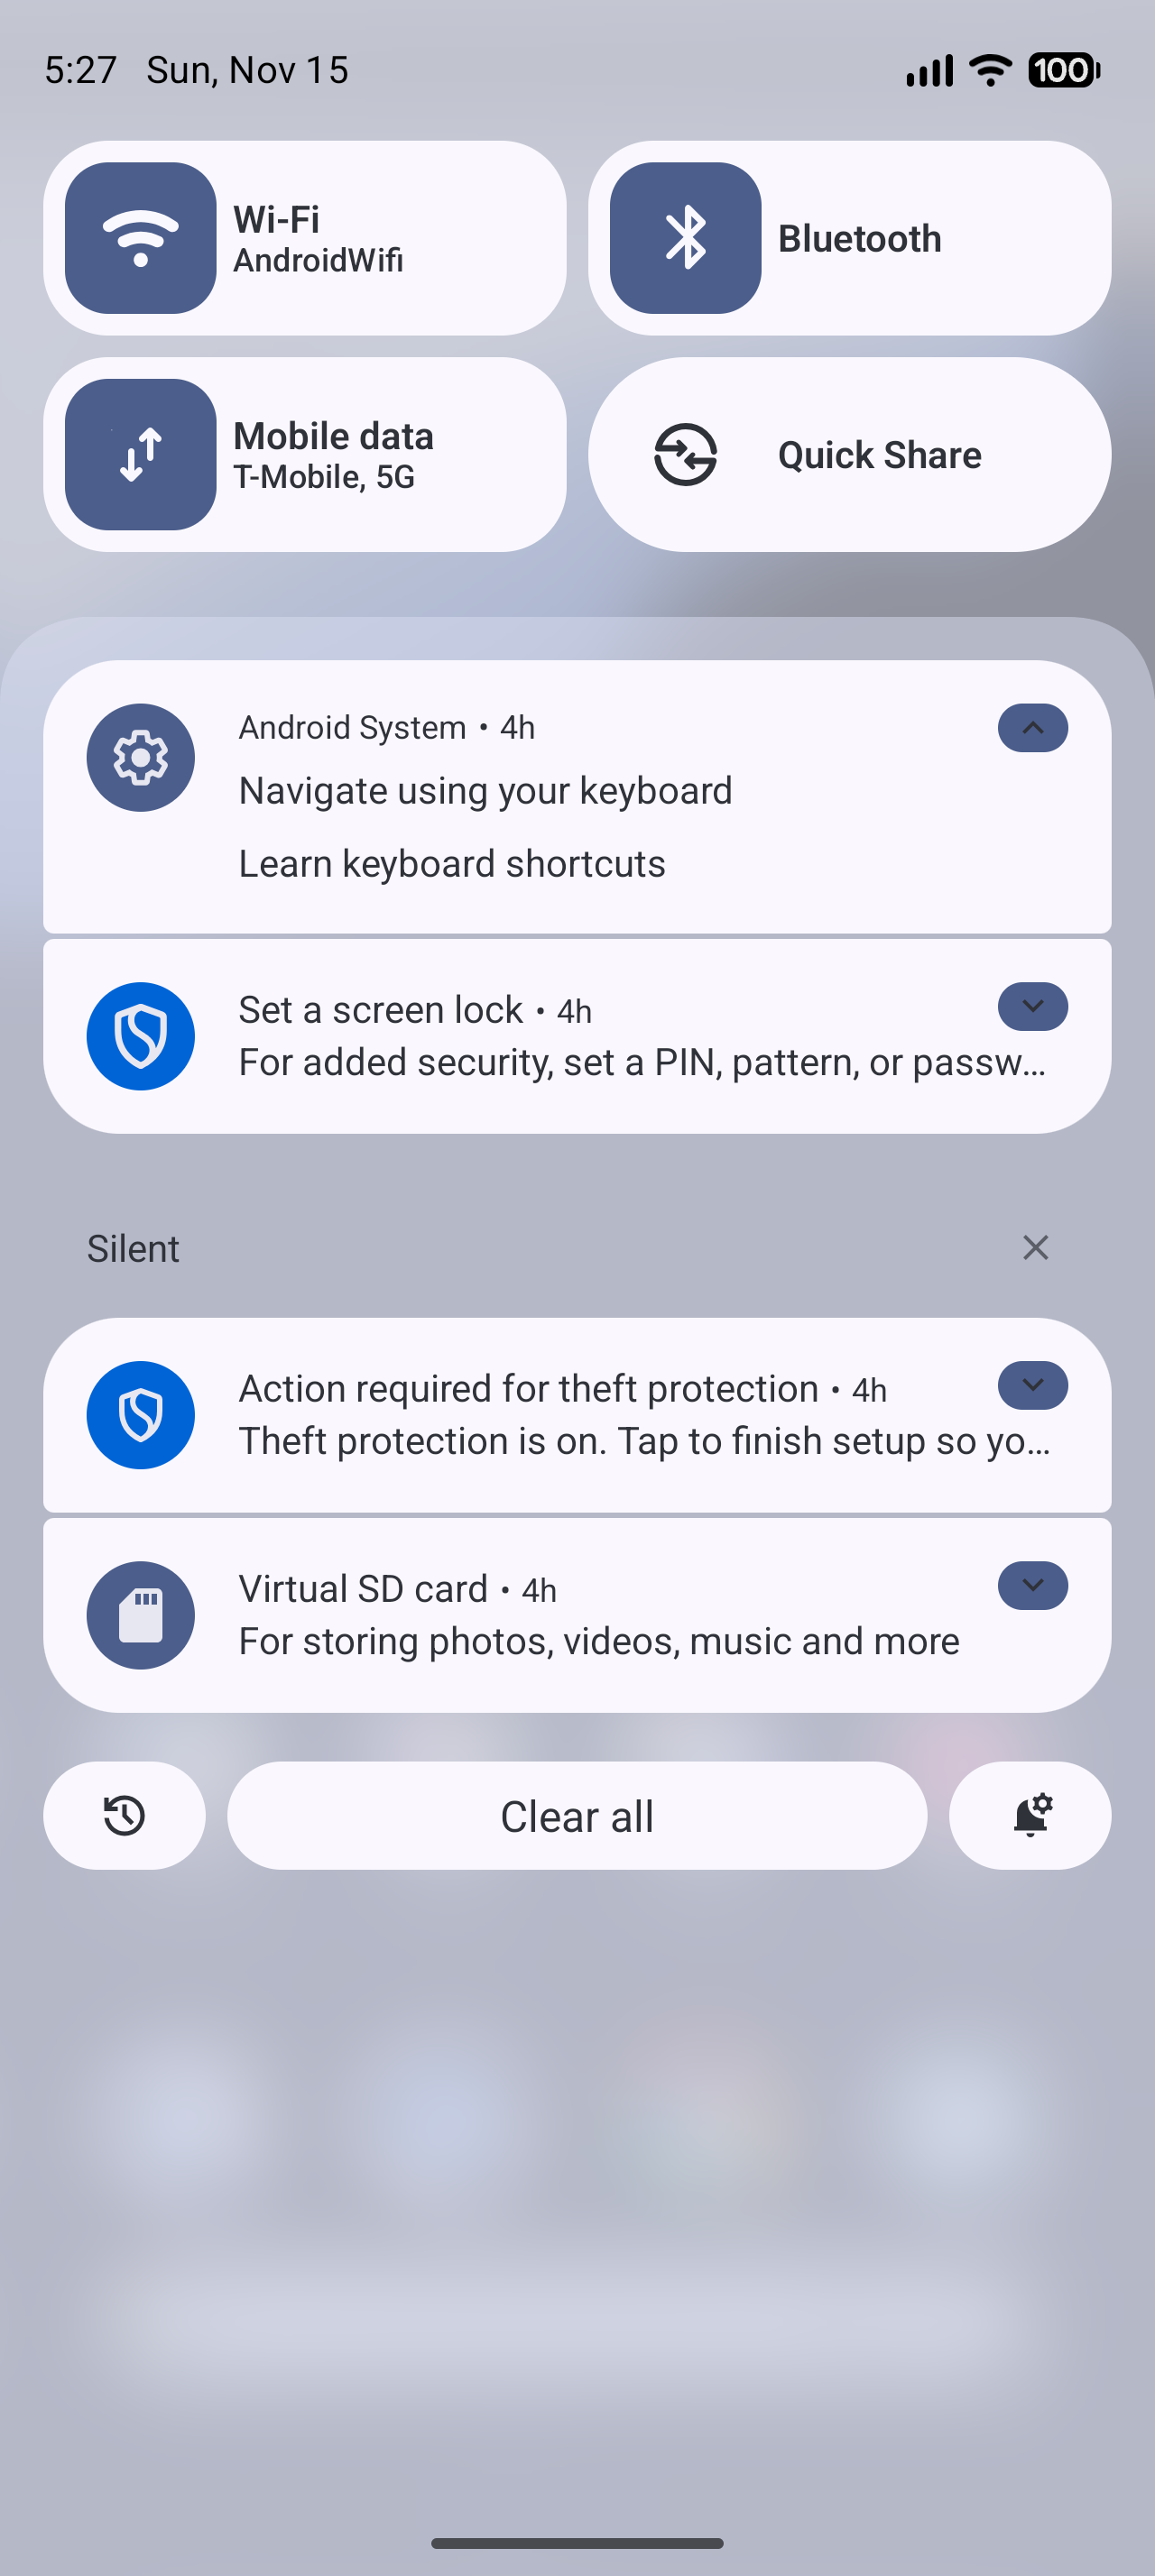 5:27 Sun, Nov 15
100
Wi-Fi
AndroidWifi
Bluetooth
Mobile data
T-Mobile, 5G
Quick Share
Android System • 4h
Navigate using your keyboard
Learn keyboard shortcuts
Set a screen lock • 4h
For added security, set a PIN, pattern, or passw…
Silent
Action required for theft protection • 4h
Theft protection is on. Tap to finish setup so yo…
Virtual SD card • 4h
For storing photos, videos, music and more
Clear all